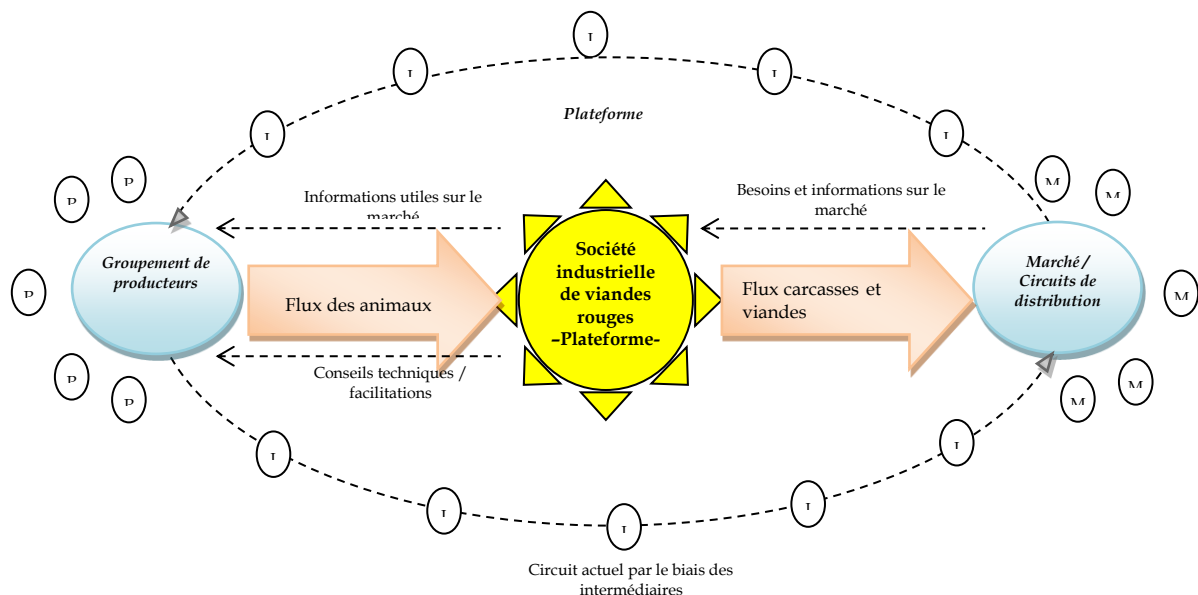 Plateforme
Informations utiles sur le
marché
Besoins et informations sur le
marché
Groupement de
producteurs
Flux des animaux
Société
industrielle
de viandes
rouges
–Plateforme-
Flux carcasses et
viandes
Marché /
Circuits de
distribution
Conseils techniques /
facilitations
Circuit actuel par le biais des
intermédiaires